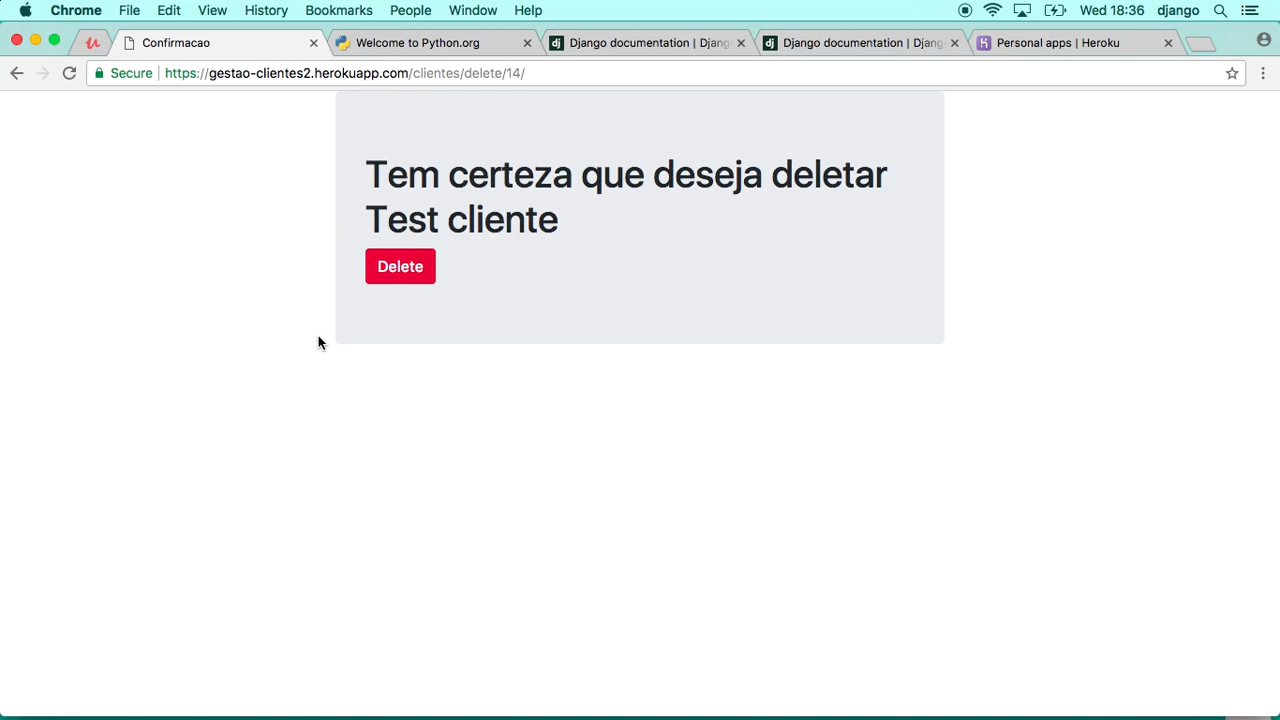 Chrome File Edit View History Bookmarks People Window Help Wed 18:36 django
Confirmacao Welcome to Python.org Django documentation | Djang Django documentation | Djang Personal apps | Heroku
Secure https://gestao-clientes2.herokuapp.com/clientes/delete/14/
Tem certeza que deseja deletar
Test cliente
Delete